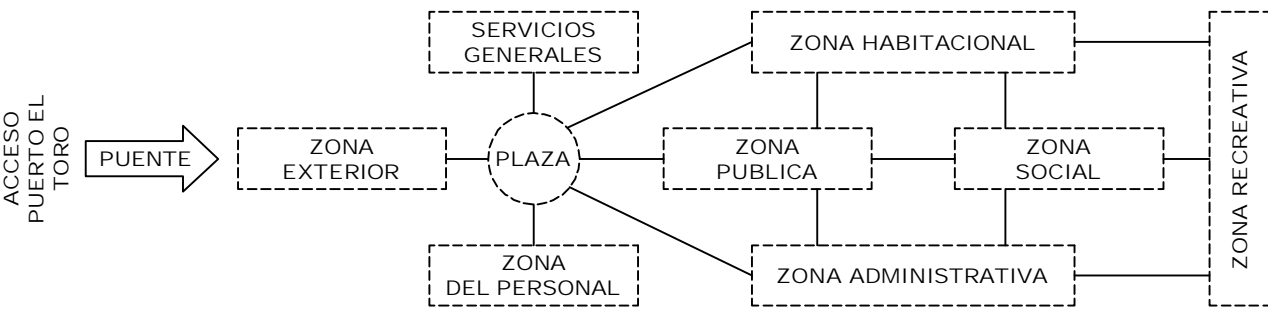 ACCESO
PUERTO EL
TORO
PUENTE
ZONA
EXTERIOR
SERVICIOS
GENERALES
PLAZA
ZONA
DEL PERSONAL
ZONA HABITACIONAL
ZONA
PUBLICA
ZONA
SOCIAL
ZONA ADMINISTRATIVA
ZONA RECREATIVA